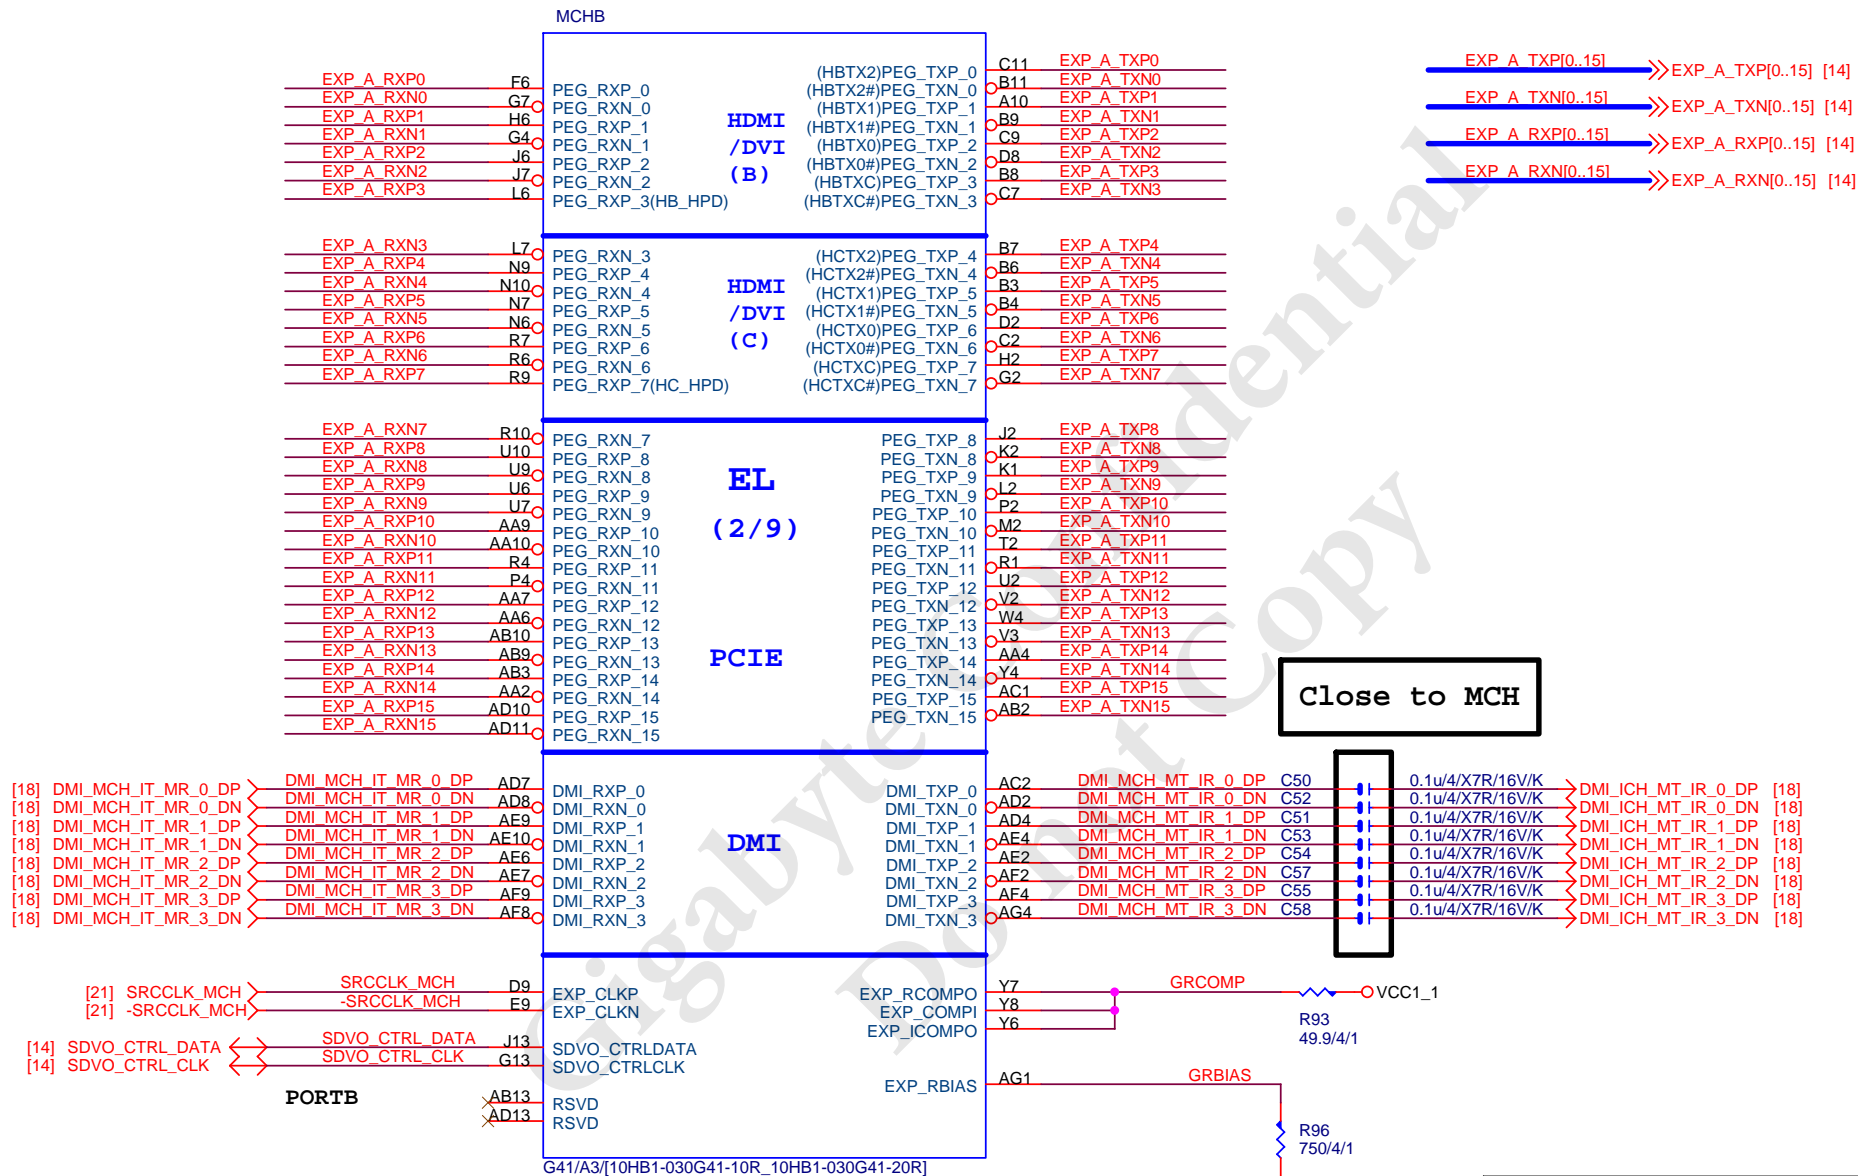 MCHB
EXP_A_RXP0 F6 PEG_RXP_0
EXP_A_RXN0 G7 PEG_RXN_0
EXP_A_RXP1 H6 PEG_RXP_1
EXP_A_RXN1 G4 PEG_RXN_1
EXP_A_RXP2 J6 PEG_RXP_2
EXP_A_RXN2 J7 PEG_RXN_2
EXP_A_RXP3 L6 PEG_RXP_3(HB_HPD)
HDMI
/DVI
(B)
(HBTX2)PEG_TXP_0 C11 EXP_A_TXP0
(HBTX2#)PEG_TXN_0 B11 EXP_A_TXN0
(HBTX1)PEG_TXP_1 A10 EXP_A_TXP1
(HBTX1#)PEG_TXN_1 B9 EXP_A_TXN1
(HBTX0)PEG_TXP_2 C9 EXP_A_TXP2
(HBTX0#)PEG_TXN_2 D8 EXP_A_TXN2
(HBTXC)PEG_TXP_3 B8 EXP_A_TXP3
(HBTXC#)PEG_TXN_3 C7 EXP_A_TXN3
EXP_A_TXP[0..15] EXP_A_TXP[0..15] [14]
EXP_A_TXN[0..15] EXP_A_TXN[0..15] [14]
EXP_A_RXP[0..15] EXP_A_RXP[0..15] [14]
EXP_A_RXN[0..15] EXP_A_RXN[0..15] [14]
EXP_A_RXN3 L7 PEG_RXN_3
EXP_A_RXP4 N9 PEG_RXP_4
EXP_A_RXN4 N10 PEG_RXN_4
EXP_A_RXP5 N7 PEG_RXP_5
EXP_A_RXN5 N6 PEG_RXN_5
EXP_A_RXP6 R7 PEG_RXP_6
EXP_A_RXN6 R6 PEG_RXN_6
EXP_A_RXP7 R9 PEG_RXP_7(HC_HPD)
HDMI
/DVI
(C)
(HCTX2)PEG_TXP_4 B7 EXP_A_TXP4
(HCTX2#)PEG_TXN_4 B6 EXP_A_TXN4
(HCTX1)PEG_TXP_5 B3 EXP_A_TXP5
(HCTX1#)PEG_TXN_5 B4 EXP_A_TXN5
(HCTX0)PEG_TXP_6 D2 EXP_A_TXP6
(HCTX0#)PEG_TXN_6 C2 EXP_A_TXN6
(HCTXC)PEG_TXP_7 H2 EXP_A_TXP7
(HCTXC#)PEG_TXN_7 G2 EXP_A_TXN7
EXP_A_RXN7 R10 PEG_RXN_7
EXP_A_RXP8 U10 PEG_RXP_8
EXP_A_RXN8 U9 PEG_RXN_8
EXP_A_RXP9 U6 PEG_RXP_9
EXP_A_RXN9 U7 PEG_RXN_9
EXP_A_RXP10 AA9 PEG_RXP_10
EXP_A_RXN10 AA10 PEG_RXN_10
EXP_A_RXP11 R4 PEG_RXP_11
EXP_A_RXN11 P4 PEG_RXN_11
EXP_A_RXP12 AA7 PEG_RXP_12
EXP_A_RXN12 AA6 PEG_RXN_12
EXP_A_RXP13 AB10 PEG_RXP_13
EXP_A_RXN13 AB9 PEG_RXN_13
EXP_A_RXP14 AB3 PEG_RXP_14
EXP_A_RXN14 AA2 PEG_RXN_14
EXP_A_RXP15 AD10 PEG_RXP_15
EXP_A_RXN15 AD11 PEG_RXN_15
EL
(2/9)
PCIE
PEG_TXP_8 J2 EXP_A_TXP8
PEG_TXN_8 K2 EXP_A_TXN8
PEG_TXP_9 K1 EXP_A_TXP9
PEG_TXN_9 L2 EXP_A_TXN9
PEG_TXP_10 P2 EXP_A_TXP10
PEG_TXN_10 M2 EXP_A_TXN10
PEG_TXP_11 T2 EXP_A_TXP11
PEG_TXN_11 R1 EXP_A_TXN11
PEG_TXP_12 U2 EXP_A_TXP12
PEG_TXN_12 V2 EXP_A_TXN12
PEG_TXP_13 W4 EXP_A_TXP13
PEG_TXN_13 V3 EXP_A_TXN13
PEG_TXP_14 AA4 EXP_A_TXP14
PEG_TXN_14 Y4 EXP_A_TXN14
PEG_TXP_15 AC1 EXP_A_TXP15
PEG_TXN_15 AB2 EXP_A_TXN15
Close to MCH
[18] DMI_MCH_IT_MR_0_DP DMI_MCH_IT_MR_0_DP AD7 DMI_RXP_0
[18] DMI_MCH_IT_MR_0_DN DMI_MCH_IT_MR_0_DN AD8 DMI_RXN_0
[18] DMI_MCH_IT_MR_1_DP DMI_MCH_IT_MR_1_DP AE9 DMI_RXP_1
[18] DMI_MCH_IT_MR_1_DN DMI_MCH_IT_MR_1_DN AE10 DMI_RXN_1
[18] DMI_MCH_IT_MR_2_DP DMI_MCH_IT_MR_2_DP AE6 DMI_RXP_2
[18] DMI_MCH_IT_MR_2_DN DMI_MCH_IT_MR_2_DN AE7 DMI_RXN_2
[18] DMI_MCH_IT_MR_3_DP DMI_MCH_IT_MR_3_DP AF9 DMI_RXP_3
[18] DMI_MCH_IT_MR_3_DN DMI_MCH_IT_MR_3_DN AF8 DMI_RXN_3
DMI
DMI_TXP_0 AC2 DMI_MCH_MT_IR_0_DP C50 0.1u/4/X7R/16V/K DMI_ICH_MT_IR_0_DP [18]
DMI_TXN_0 AD2 DMI_MCH_MT_IR_0_DN C52 0.1u/4/X7R/16V/K DMI_ICH_MT_IR_0_DN [18]
DMI_TXP_1 AD4 DMI_MCH_MT_IR_1_DP C51 0.1u/4/X7R/16V/K DMI_ICH_MT_IR_1_DP [18]
DMI_TXN_1 AE4 DMI_MCH_MT_IR_1_DN C53 0.1u/4/X7R/16V/K DMI_ICH_MT_IR_1_DN [18]
DMI_TXP_2 AE2 DMI_MCH_MT_IR_2_DP C54 0.1u/4/X7R/16V/K DMI_ICH_MT_IR_2_DP [18]
DMI_TXN_2 AF2 DMI_MCH_MT_IR_2_DN C57 0.1u/4/X7R/16V/K DMI_ICH_MT_IR_2_DN [18]
DMI_TXP_3 AF4 DMI_MCH_MT_IR_3_DP C55 0.1u/4/X7R/16V/K DMI_ICH_MT_IR_3_DP [18]
DMI_TXN_3 AG4 DMI_MCH_MT_IR_3_DN C58 0.1u/4/X7R/16V/K DMI_ICH_MT_IR_3_DN [18]
[21] SRCCLK_MCH SRCCLK_MCH D9 EXP_CLKP
[21] -SRCCLK_MCH -SRCCLK_MCH E9 EXP_CLKN
[14] SDVO_CTRL_DATA SDVO_CTRL_DATA J13 SDVO_CTRLDATA
[14] SDVO_CTRL_CLK SDVO_CTRL_CLK G13 SDVO_CTRLCLK
PORTB
AB13 RSVD
AD13 RSVD
EXP_RCOMPO Y7 GRCOMP VCC1_1
EXP_COMPI Y8
EXP_ICOMPO Y6
R93
49.9/4/1
EXP_RBIAS AG1 GRBIAS
R96
750/4/1
G41/A3/[10HB1-030G41-10R_10HB1-030G41-20R]
Gigabyte Confidential
Do not Copy